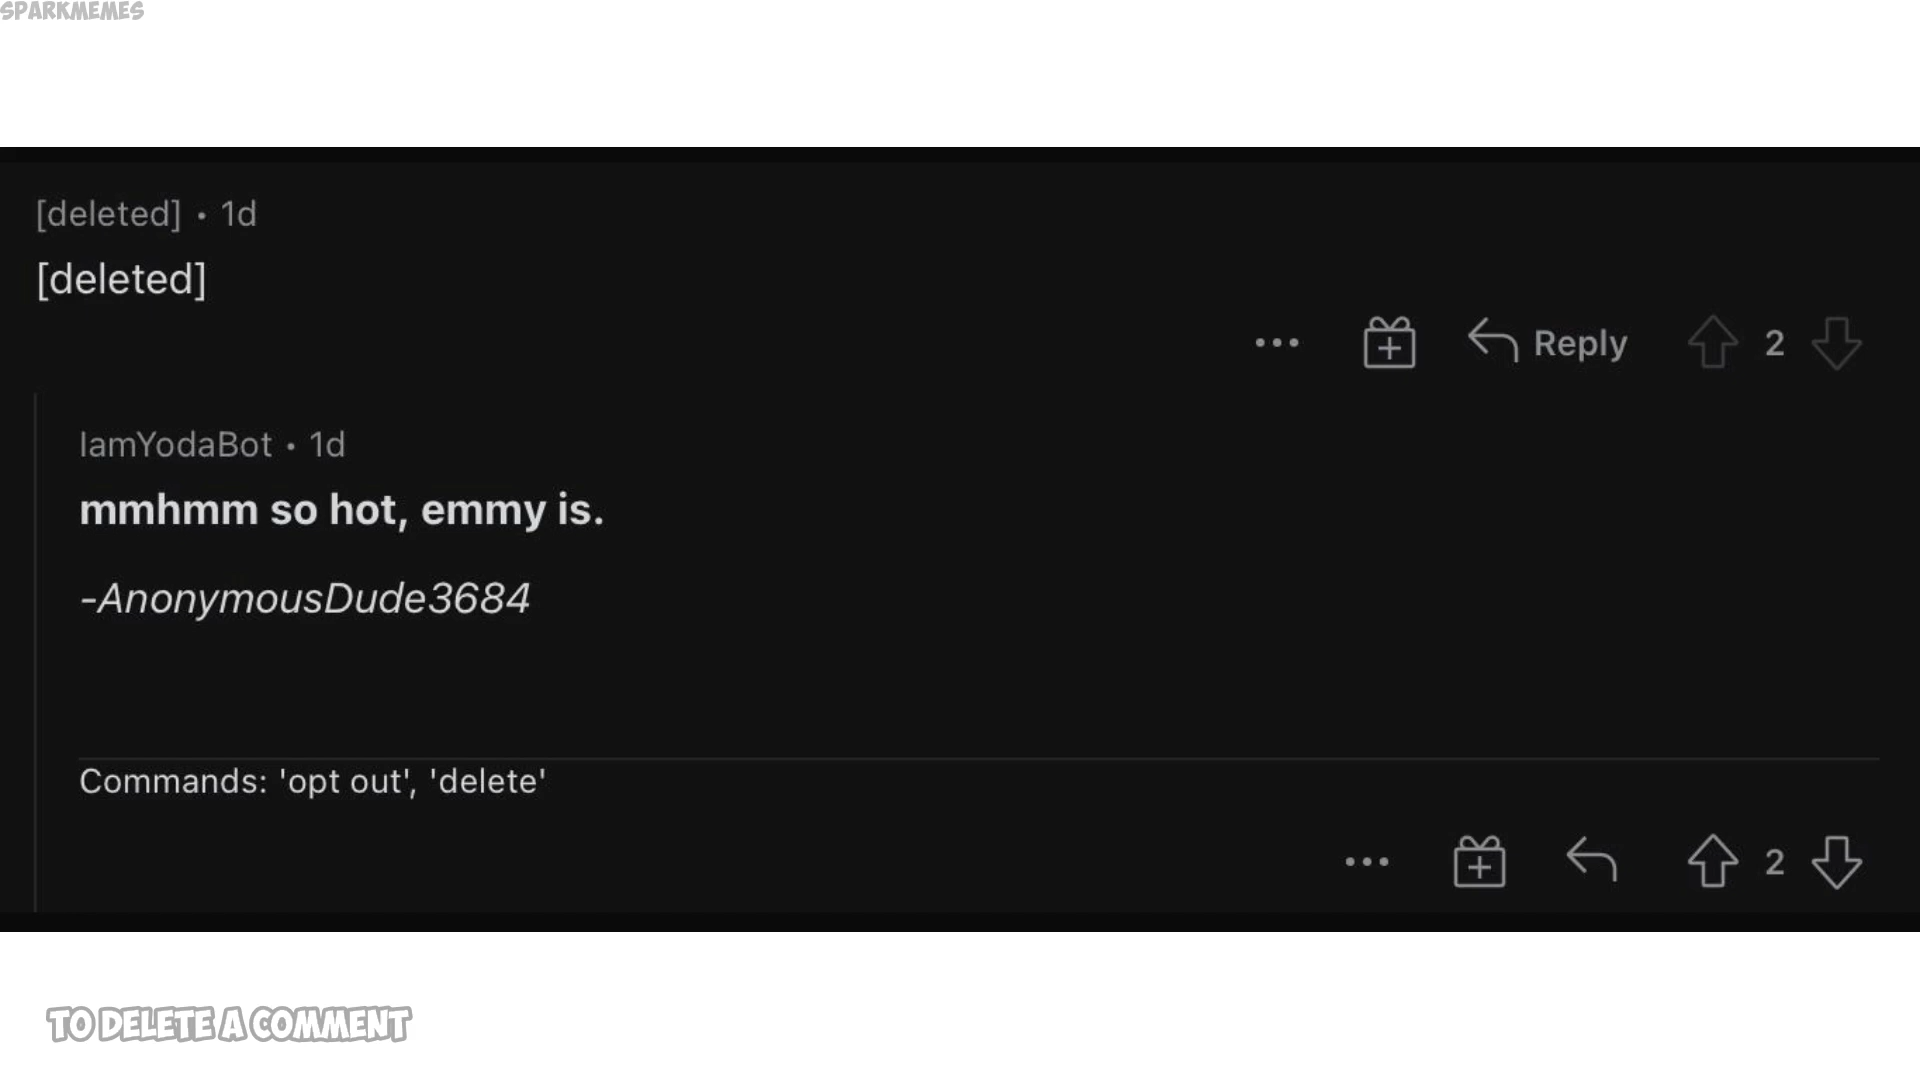 SPARKMEMES
[deleted] • 1d
[deleted]
Reply 2
IamYodaBot • 1d
mmhmm so hot, emmy is.
-AnonymousDude3684
Commands: 'opt out', 'delete'
2
TO DELETE A COMMENT